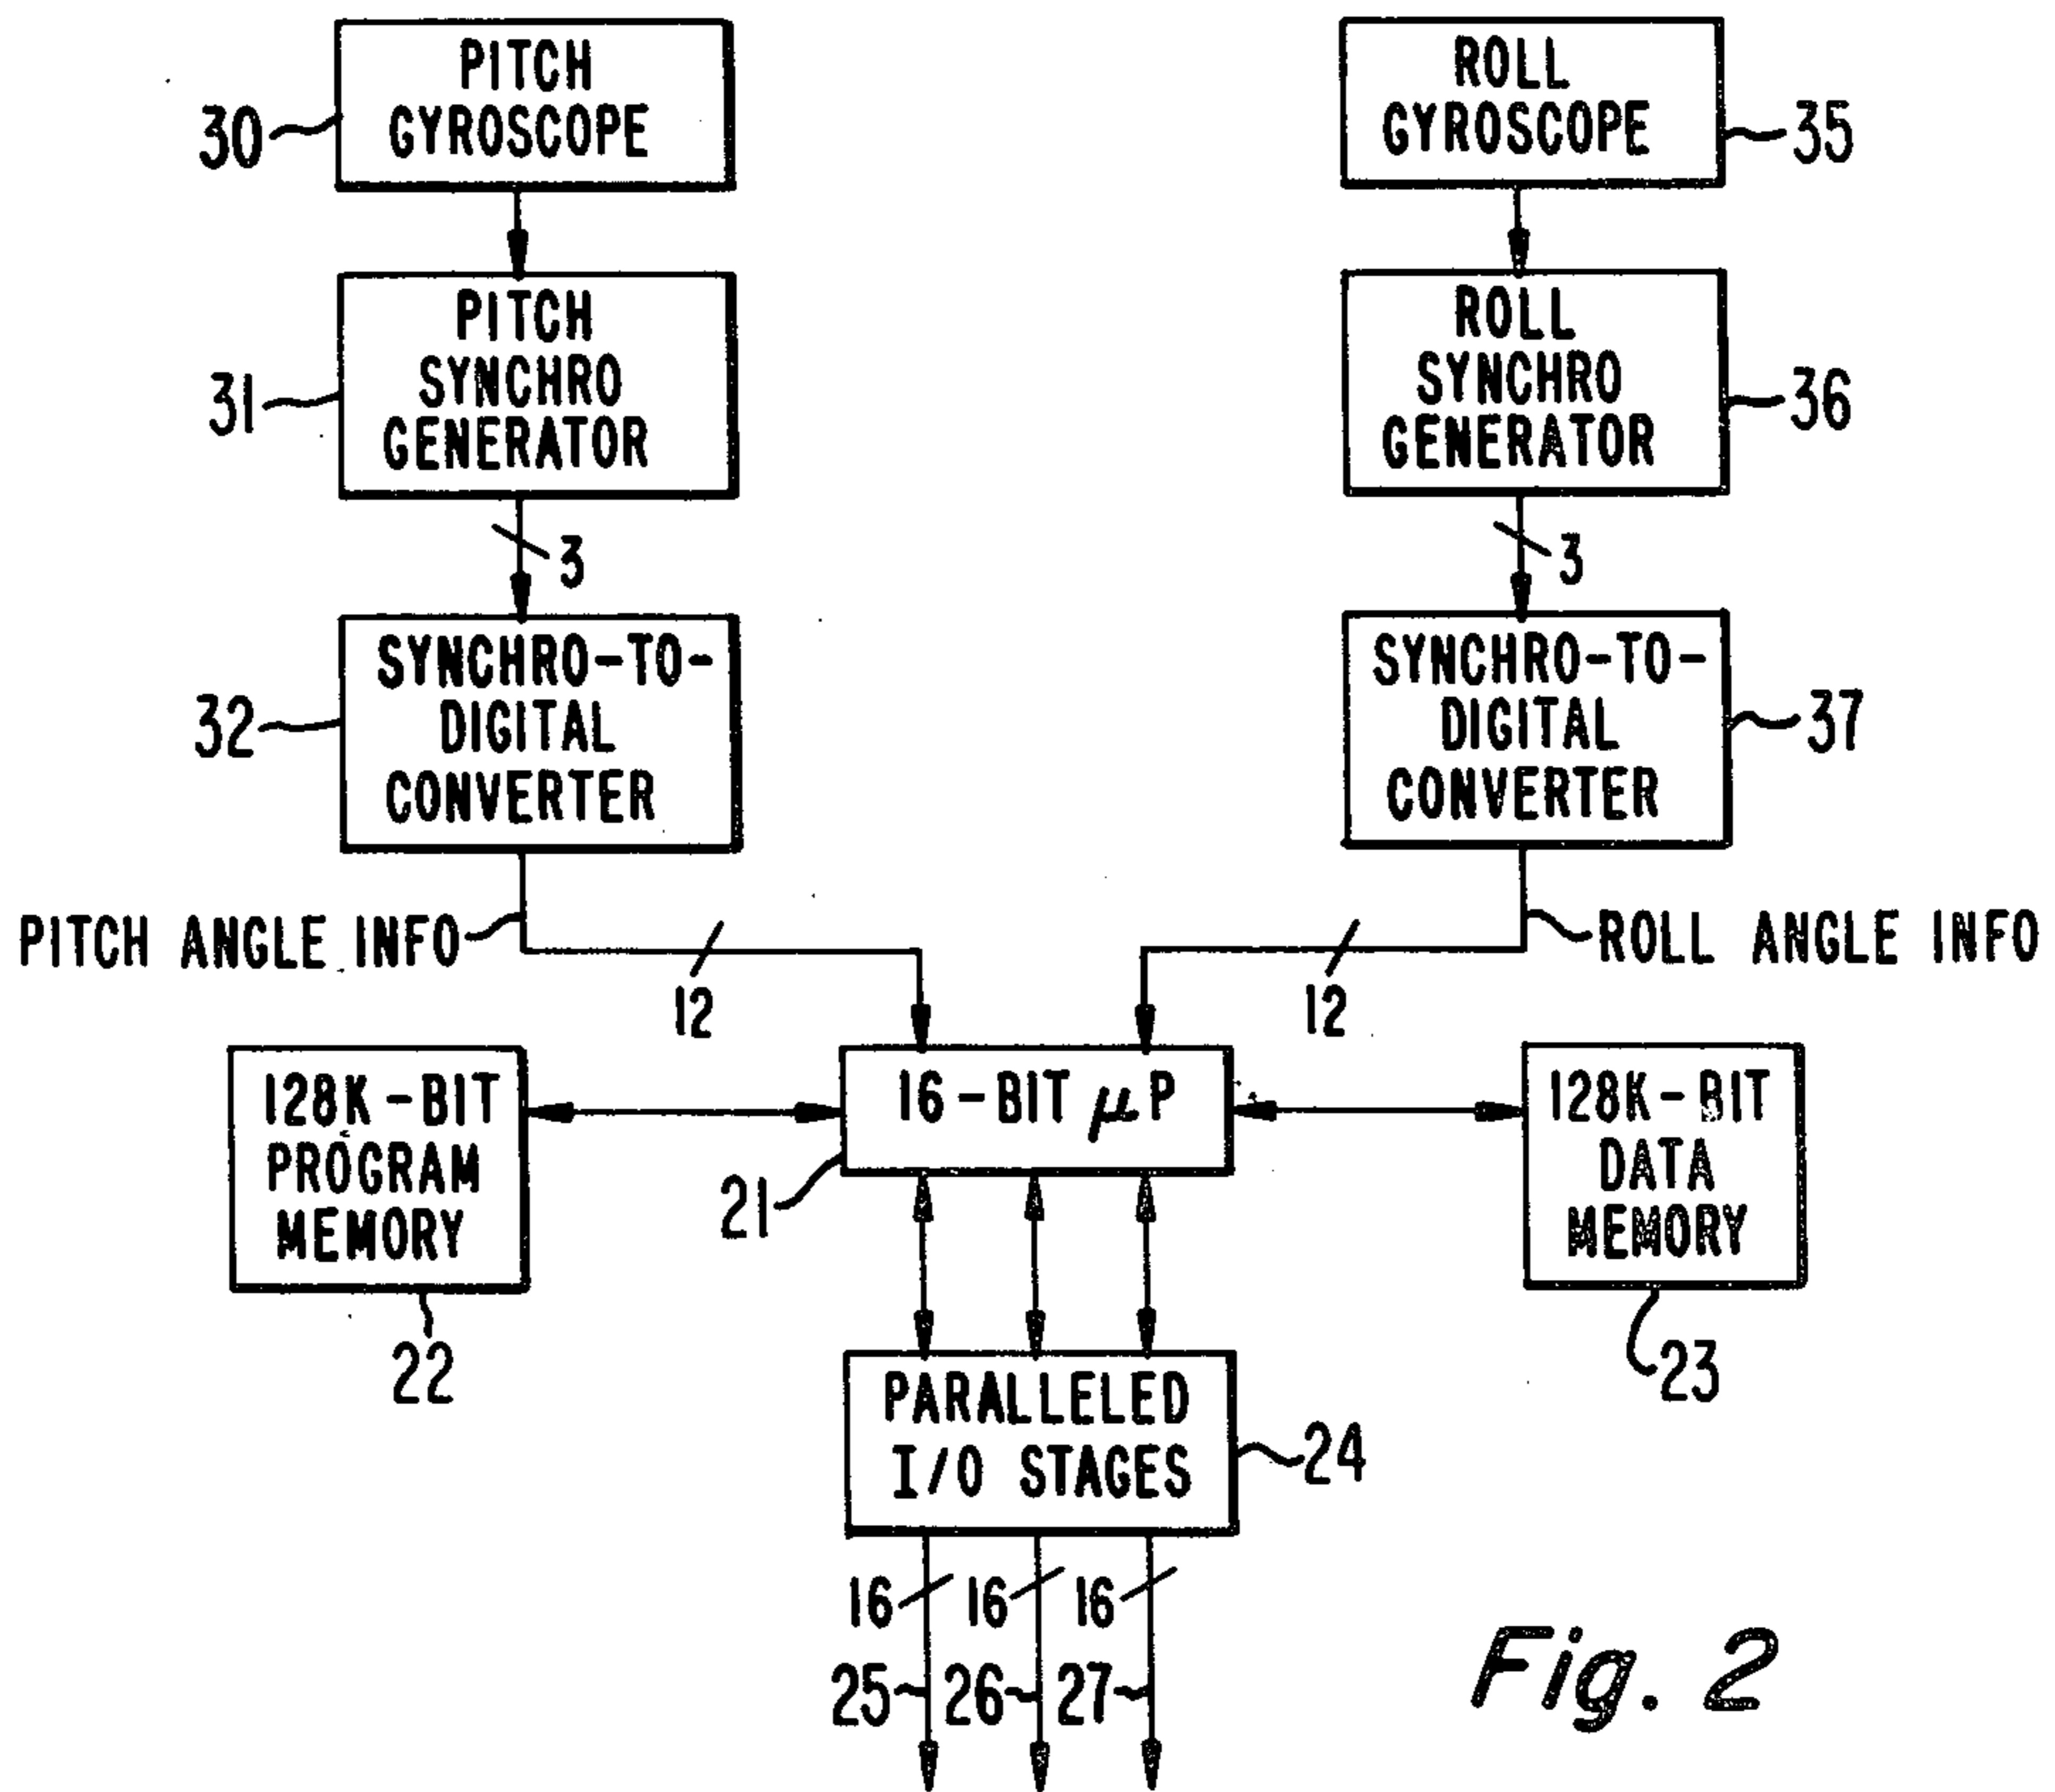 PITCH
GYROSCOPE
30
ROLL
GYROSCOPE
35
PITCH
SYNCHRO
GENERATOR
31
ROLL
SYNCHRO
GENERATOR
36
3
3
SYNCHRO-TO-
DIGITAL
CONVERTER
32
SYNCHRO-TO-
DIGITAL
CONVERTER
37
PITCH ANGLE INFO
12
12
ROLL ANGLE INFO
128K-BIT
PROGRAM
MEMORY
22
16-BIT μP
21
128K-BIT
DATA
MEMORY
23
PARALLELED
I/O STAGES
24
16 16 16
25 26 27
Fig. 2